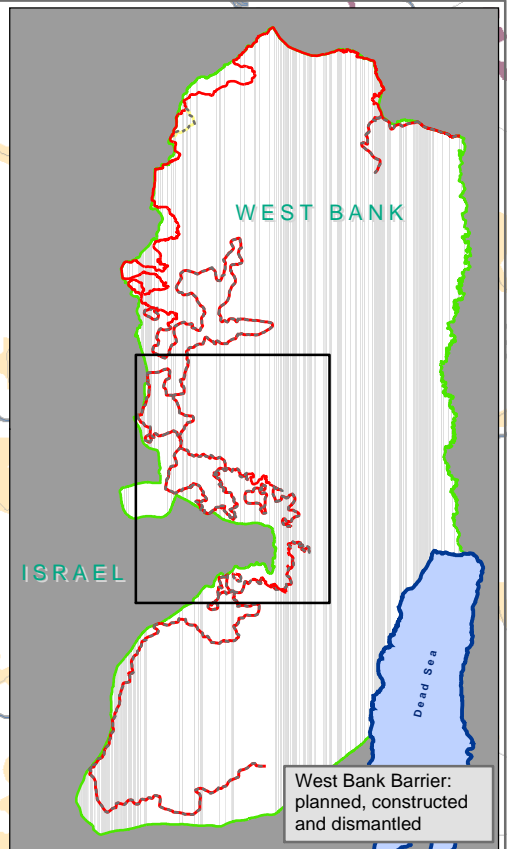 WEST BANK
ISRAEL
Dead Sea
West Bank Barrier:
planned, constructed
and dismantled